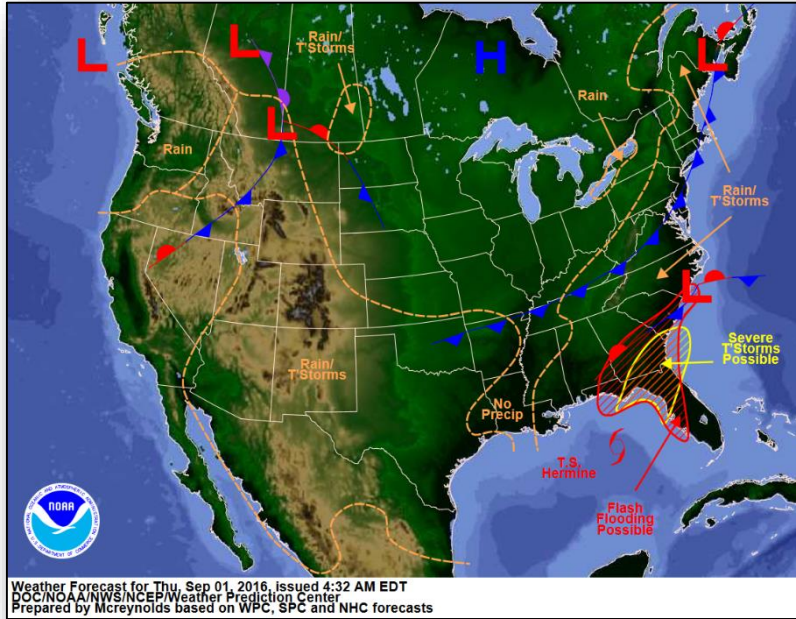 L
L
H
L
L
Rain/
T'Storms
Rain
Rain
Rain/
T'Storms
L
Severe
T'Storms
Possible
Rain/
T'Storms
No
Precip
T.S.
Hermine
Flash
Flooding
Possible
NOAA
Weather Forecast for Thu, Sep 01, 2016, issued 4:32 AM EDT
DOC/NOAA/NWS/NCEP/Weather Prediction Center
Prepared by Mcreynolds based on WPC, SPC and NHC forecasts